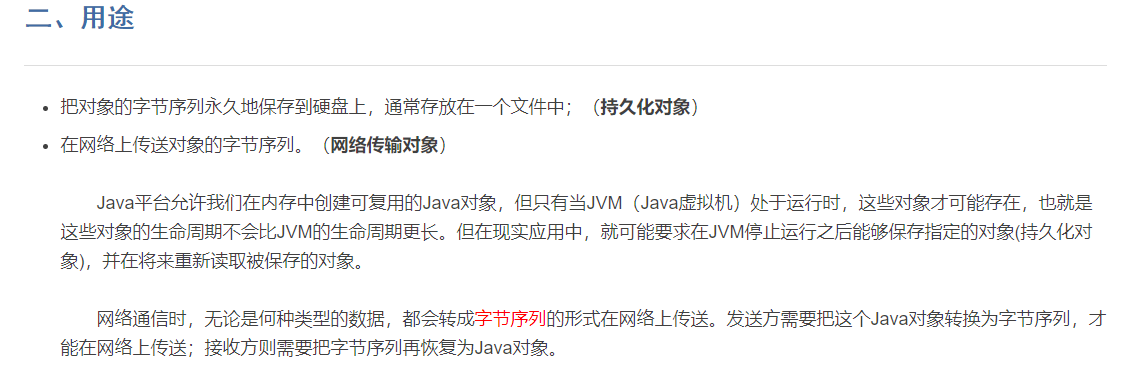 二、用途
把对象的字节序列永久地保存到硬盘上，通常存放在一个文件中；（持久化对象）
在网络上传送对象的字节序列。（网络传输对象）
Java平台允许我们在内存中创建可复用的Java对象，但只有当JVM（Java虚拟机）处于运行时，这些对象才可能存在，也就是
这些对象的生命周期不会比JVM的生命周期更长。但在现实应用中，就可能要求在JVM停止运行之后能够保存指定的对象(持久化对
象)，并在将来重新读取被保存的对象。
网络通信时，无论是何种类型的数据，都会转成字节序列的形式在网络上传送。发送方需要把这个Java对象转换为字节序列，才
能在网络上传送；接收方则需要把字节序列再恢复为Java对象。